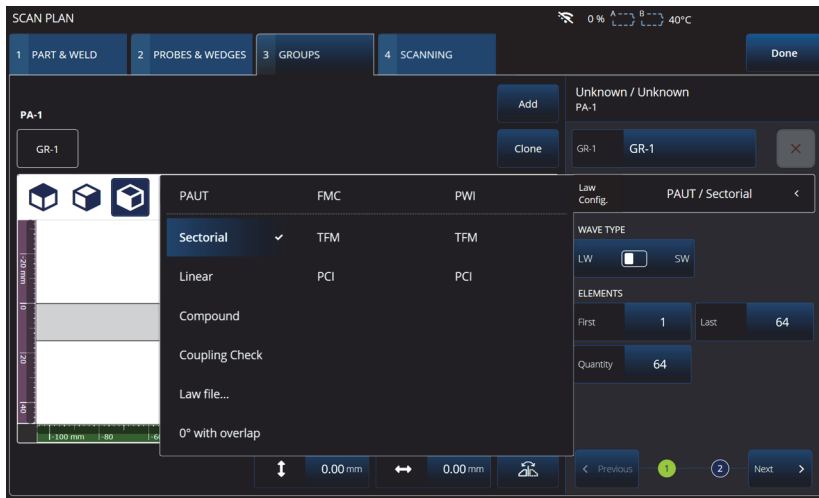 SCAN PLAN
0 % A B 40°C
1 PART & WELD
2 PROBES & WEDGES
3 GROUPS
4 SCANNING
Done
PA-1
Add
Unknown / Unknown
PA-1
GR-1
Clone
GR-1 GR-1
PAUT FMC PWI
Sectorial TFM TFM
Linear PCI PCI
Compound
Coupling Check
Law file...
0° with overlap
Law
Config.
PAUT / Sectorial
WAVE TYPE
LW SW
ELEMENTS
First 1 Last 64
Quantity 64
|-20 mm
|0
|20
|40
|-100 mm |-80 |-6
0.00 mm 0.00 mm
Previous 1 2 Next